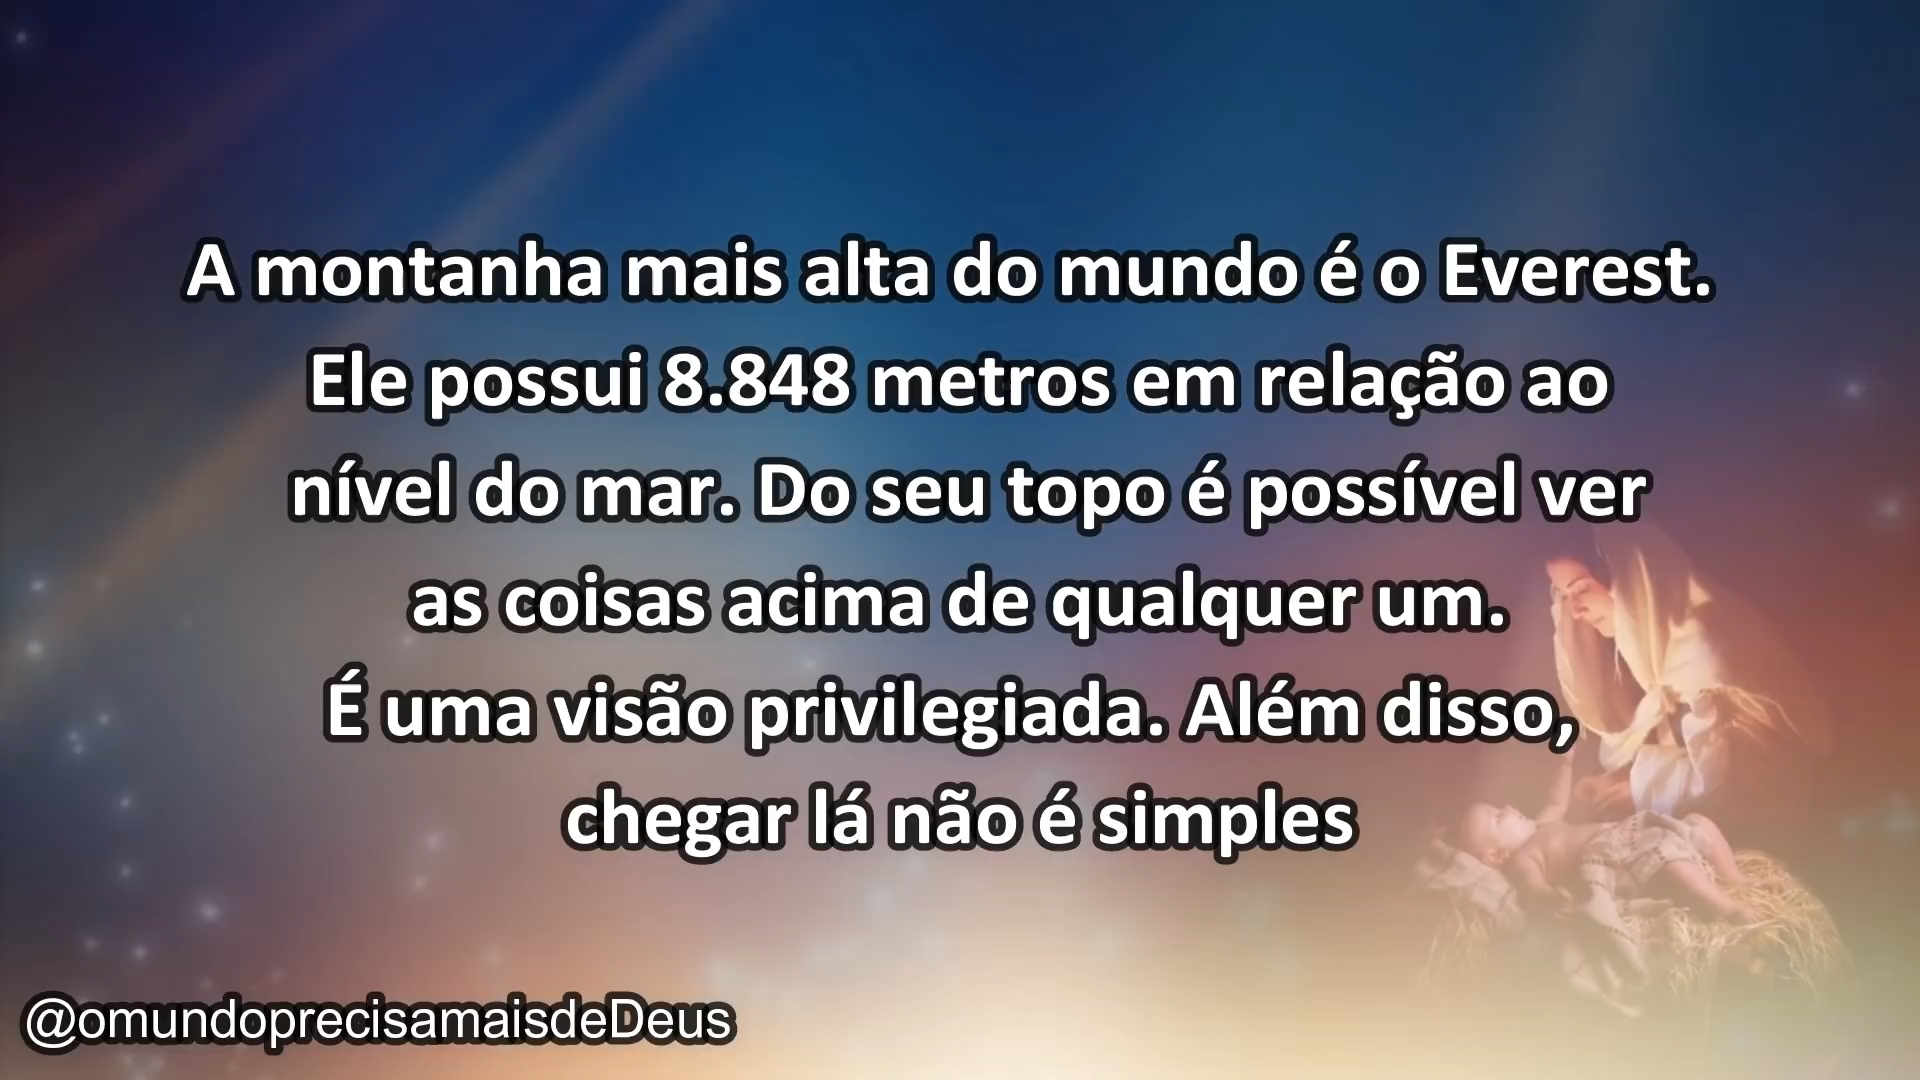 A montanha mais alta do mundo é o Everest.
Ele possui 8.848 metros em relação ao
nível do mar. Do seu topo é possível ver
as coisas acima de qualquer um.
É uma visão privilegiada. Além disso,
chegar lá não é simples
@omundoprecisamaisdeDeus